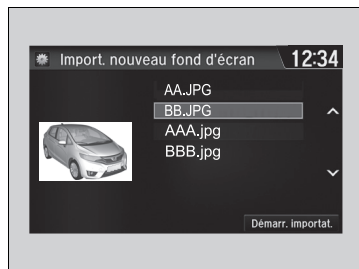 Import. nouveau fond d'écran 12:34
AA.JPG
BB.JPG
AAA.jpg
BBB.jpg
Démarr. importat.